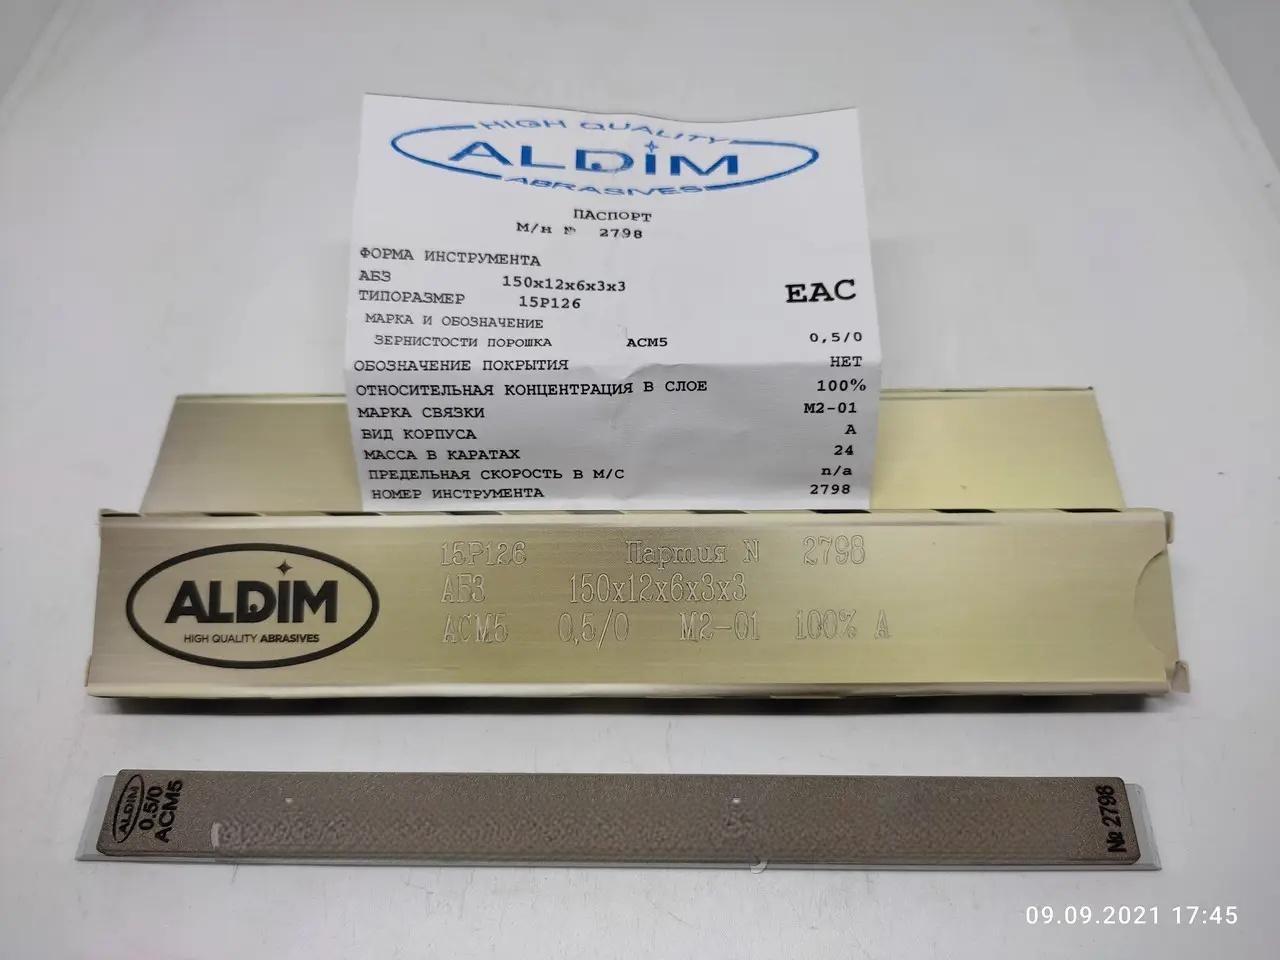 HIGH QUALITY
ALDIM
ABRASIVES
ПАСПОРТ
М/н № 2798
ФОРМА ИНСТРУМЕНТА
АБЗ 150х12х6х3х3
ТИПОРАЗМЕР 15Р126
МАРКА И ОБОЗНАЧЕНИЕ
ЗЕРНИСТОСТИ ПОРОШКА АСМ5 0,5/0
ОБОЗНАЧЕНИЕ ПОКРЫТИЯ НЕТ
ОТНОСИТЕЛЬНАЯ КОНЦЕНТРАЦИЯ В СЛОЕ 100%
МАРКА СВЯЗКИ М2-01
ВИД КОРПУСА А
МАССА В КАРАТАХ 24
ПРЕДЕЛЬНАЯ СКОРОСТЬ В М/С n/a
НОМЕР ИНСТРУМЕНТА 2798
EAC
ALDIM
HIGH QUALITY ABRASIVES
15Р126 Партия N 2798
АБЗ 150х12х6х3х3
АСМ5 0,5/0 М2-01 100% А
ALDIM
0.5/0
АСМ5
№ 2798
09.09.2021 17:45